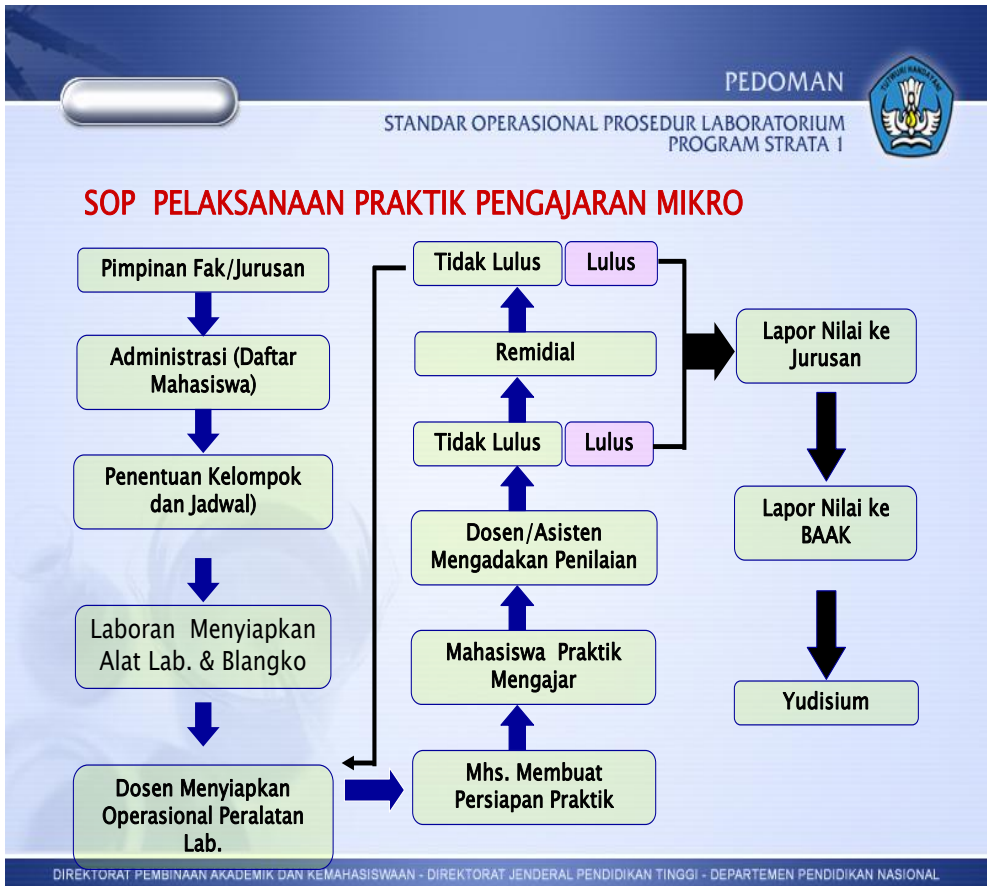 PEDOMAN
TUTWURI HANDAYANI
STANDAR OPERASIONAL PROSEDUR LABORATORIUM
PROGRAM STRATA 1
SOP PELAKSANAAN PRAKTIK PENGAJARAN MIKRO
Pimpinan Fak/Jurusan
Administrasi (Daftar
Mahasiswa)
Penentuan Kelompok
dan Jadwal)
Laboran Menyiapkan
Alat Lab. & Blangko
Dosen Menyiapkan
Operasional Peralatan
Lab.
Mhs. Membuat
Persiapan Praktik
Mahasiswa Praktik
Mengajar
Dosen/Asisten
Mengadakan Penilaian
Tidak Lulus
Lulus
Remidial
Tidak Lulus
Lulus
Lapor Nilai ke
Jurusan
Lapor Nilai ke
BAAK
Yudisium
DIREKTORAT PEMBINAAN AKADEMIK DAN KEMAHASISWAAN - DIREKTORAT JENDERAL PENDIDIKAN TINGGI - DEPARTEMEN PENDIDIKAN NASIONAL